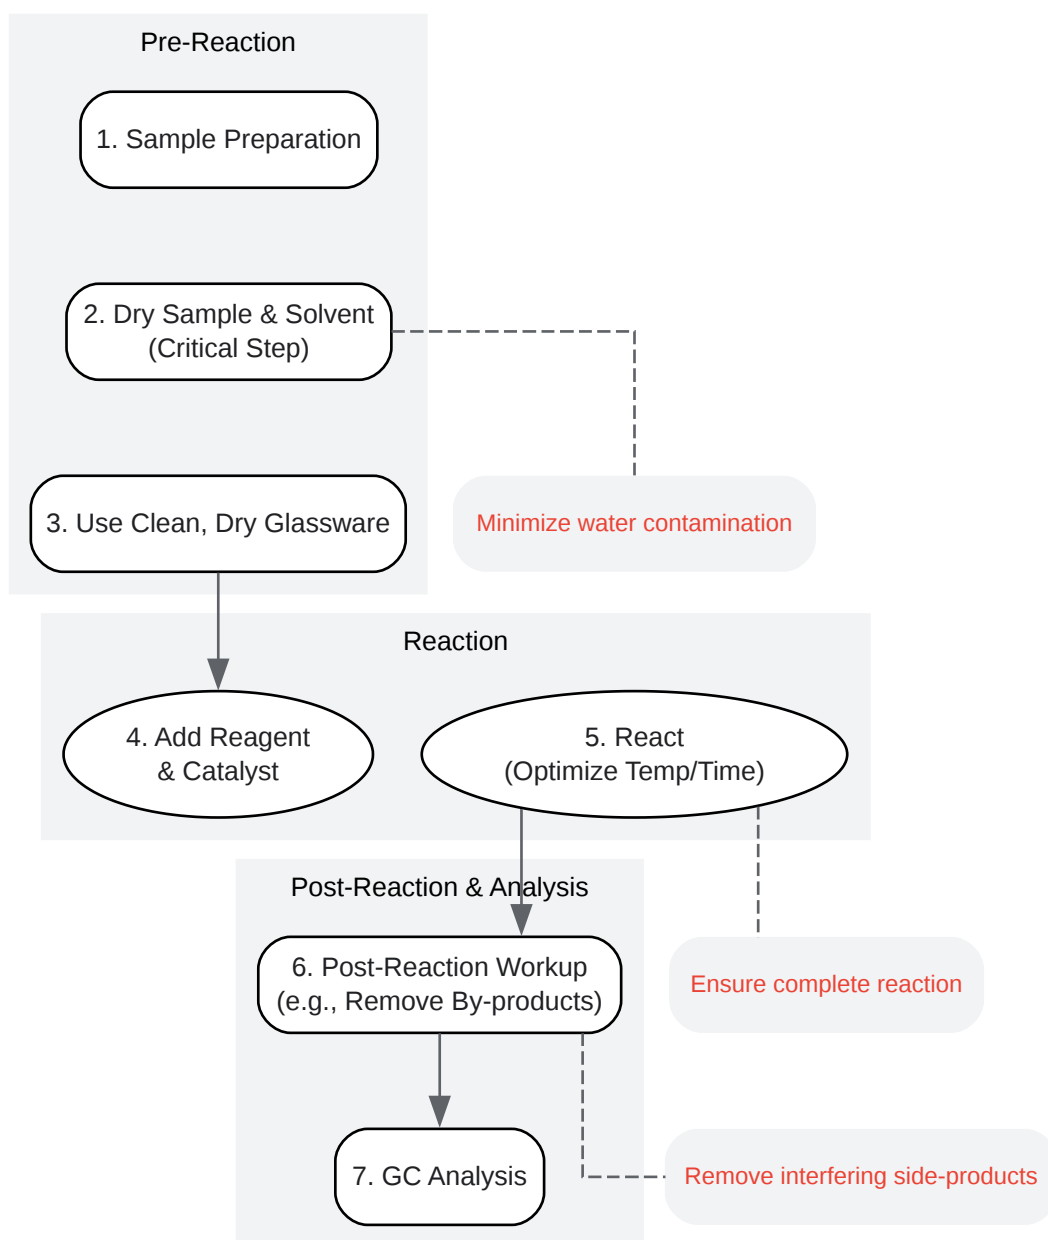 Pre-Reaction
1. Sample Preparation
2. Dry Sample & Solvent
(Critical Step)
3. Use Clean, Dry Glassware
Minimize water contamination
Reaction
4. Add Reagent
& Catalyst
5. React
(Optimize Temp/Time)
Post-Reaction & Analysis
6. Post-Reaction Workup
(e.g., Remove By-products)
Ensure complete reaction
7. GC Analysis
Remove interfering side-products